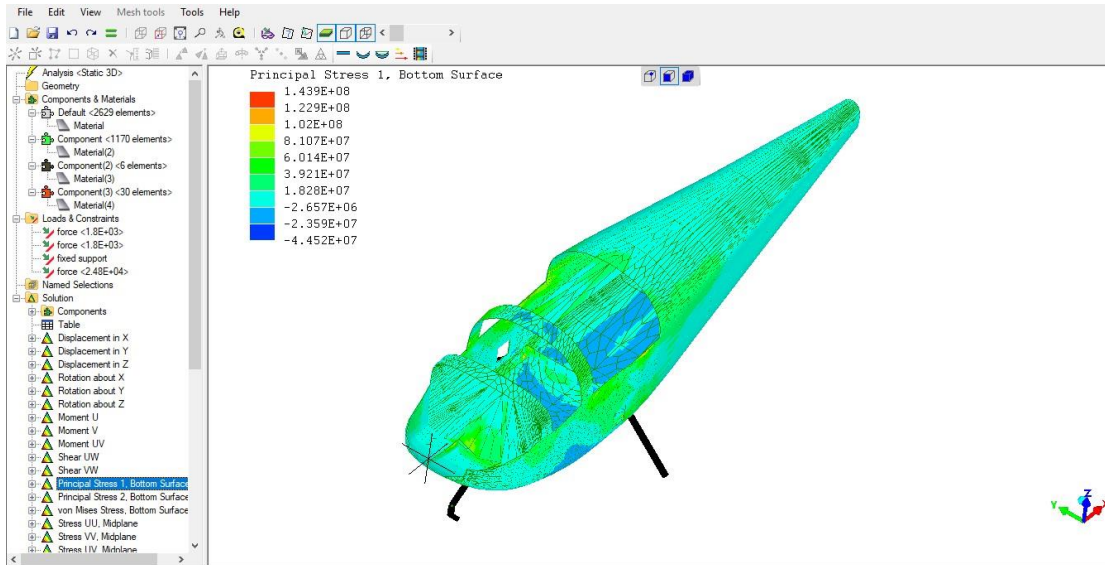 File Edit View Mesh tools Tools Help
Analysis <Static 3D>
Geometry
Components & Materials
Default <2629 elements>
Material
Component <1170 elements>
Material(2)
Component(2) <6 elements>
Material(3)
Component(3) <30 elements>
Material(4)
Loads & Constraints
force <1.8E+03>
force <1.8E+03>
fixed support
force <2.48E+04>
Named Selections
Solution
Components
Table
Displacement in X
Displacement in Y
Displacement in Z
Rotation about X
Rotation about Y
Rotation about Z
Moment U
Moment V
Moment UV
Shear UW
Shear VW
Principal Stress 1, Bottom Surface
Principal Stress 2, Bottom Surface
von Mises Stress, Bottom Surface
Stress UU, Midplane
Stress VV, Midplane
Stress UV, Midplane
Principal Stress 1, Bottom Surface
1.439E+08
1.229E+08
1.02E+08
8.107E+07
6.014E+07
3.921E+07
1.828E+07
-2.657E+06
-2.359E+07
-4.452E+07
Y
Z